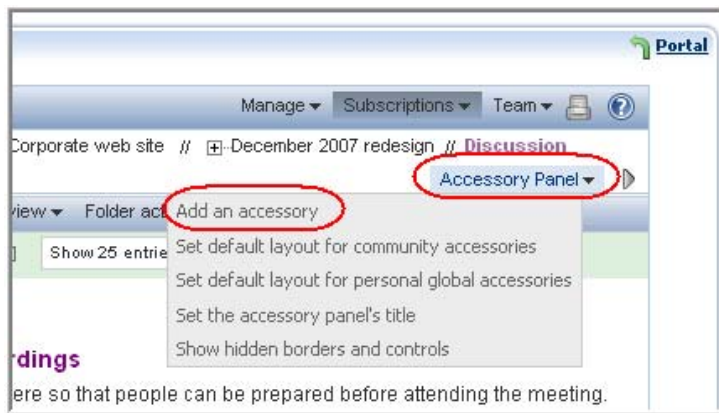 Portal
Manage Subscriptions Team
Corporate web site // December 2007 redesign // Discussion
Accessory Panel
view Folder act
Add an accessory
Show 25 entrie
Set default layout for community accessories
Set default layout for personal global accessories
Set the accessory panel's title
Show hidden borders and controls
rdings
ere so that people can be prepared before attending the meeting.